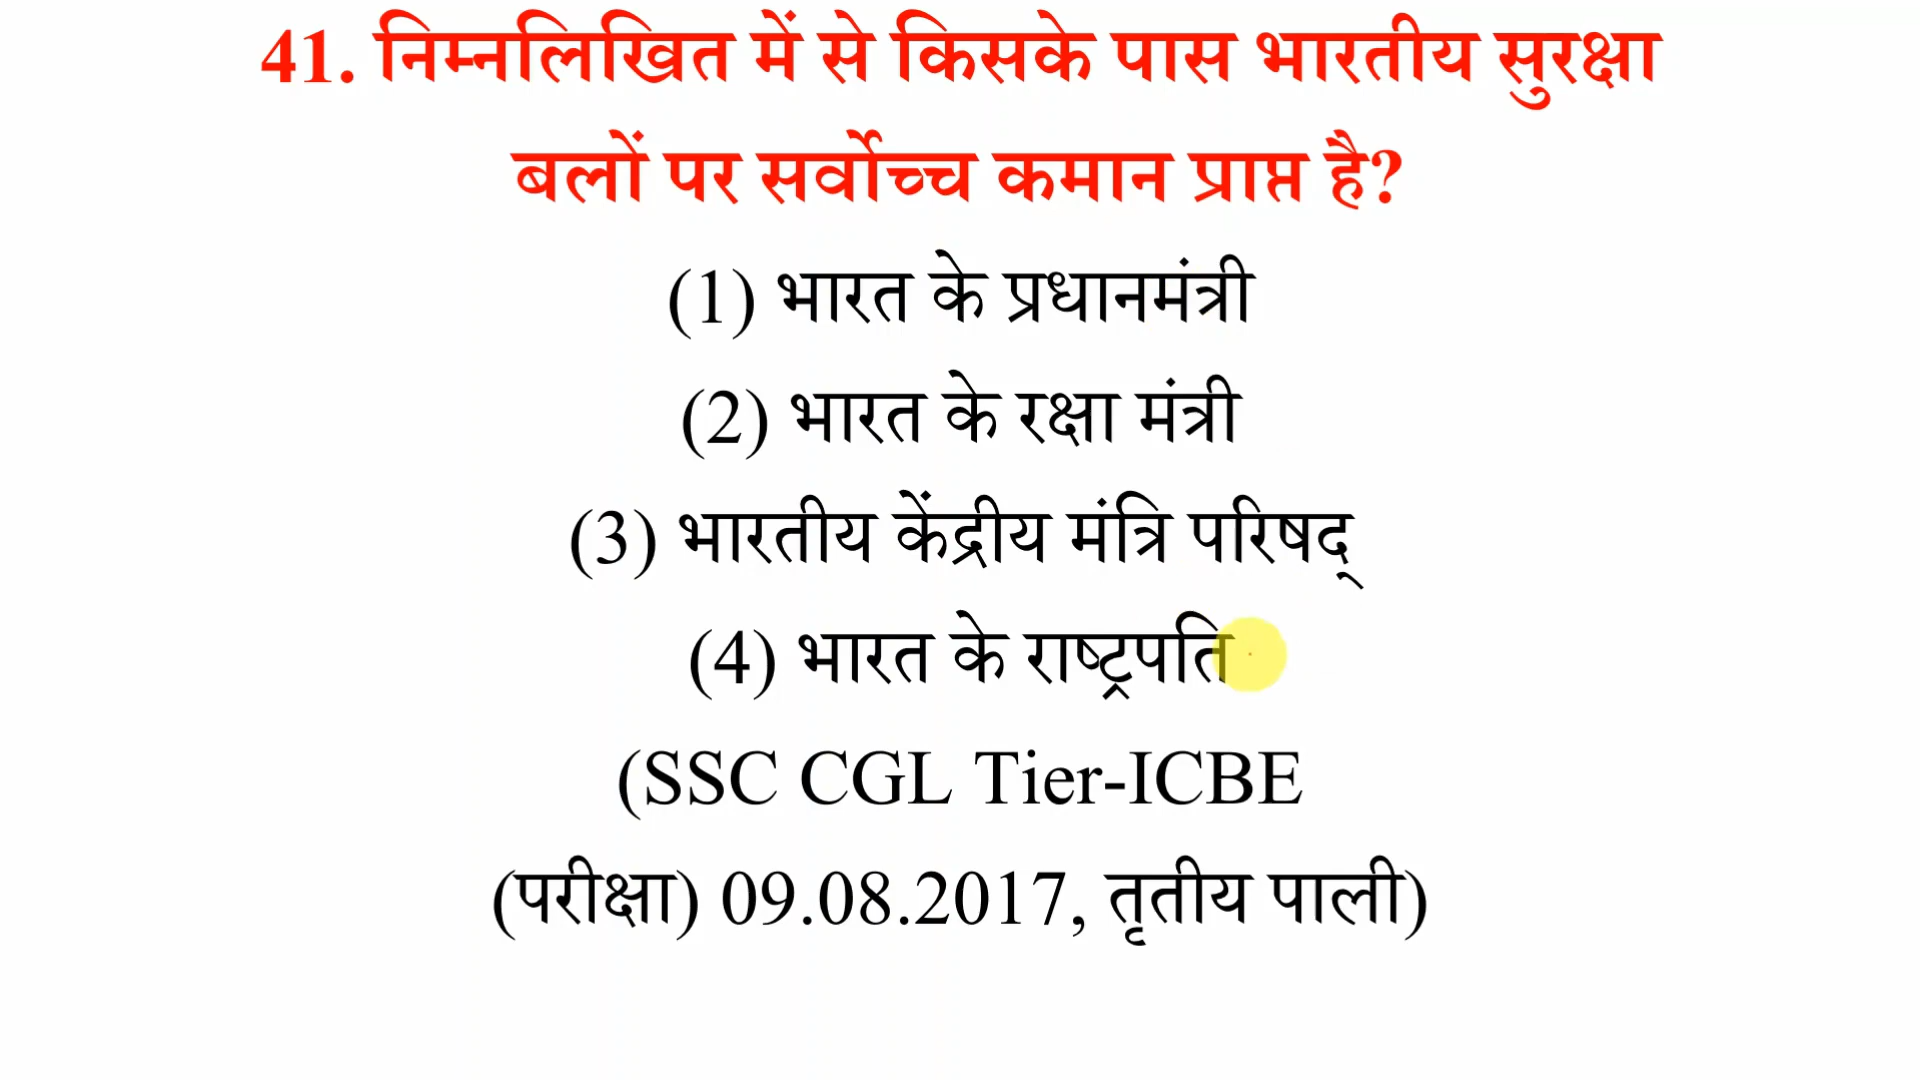 41. निम्नलिखित में से किसके पास भारतीय सुरक्षा
बलों पर सर्वोच्च कमान प्राप्त है?
(1) भारत के प्रधानमंत्री
(2) भारत के रक्षा मंत्री
(3) भारतीय केंद्रीय मंत्रि परिषद्
(4) भारत के राष्ट्रपति
(SSC CGL Tier-ICBE
(परीक्षा) 09.08.2017, तृतीय पाली)